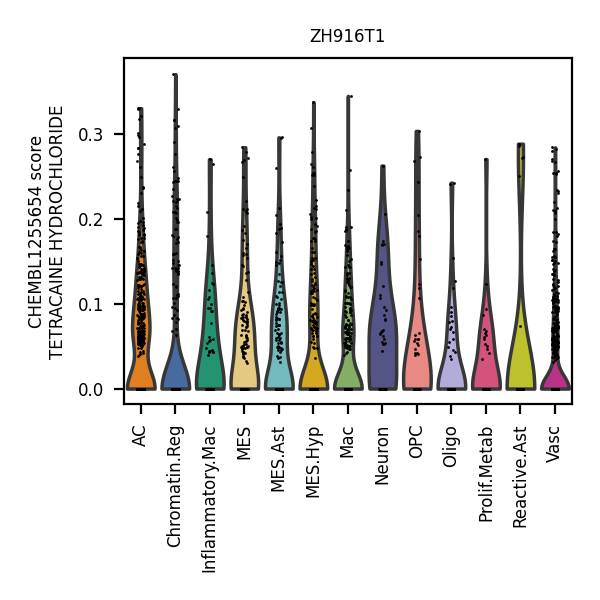 ZH916T1
CHEMBL1255654 score
TETRACAINE HYDROCHLORIDE
0.3
0.2
0.1
0.0
AC
Chromatin.Reg
Inflammatory.Mac
MES
MES.Ast
MES.Hyp
Mac
Neuron
OPC
Oligo
Prolif.Metab
Reactive.Ast
Vasc